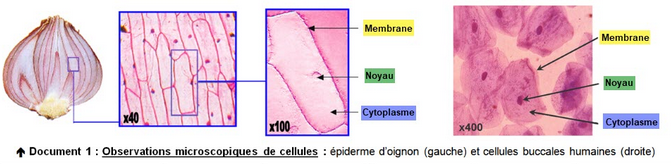 Membrane
Noyau
Cytoplasme
x40
x100
Membrane
Noyau
Cytoplasme
x400
↑ Document 1 : Observations microscopiques de cellules : épiderme d'oignon (gauche) et cellules buccales humaines (droite)